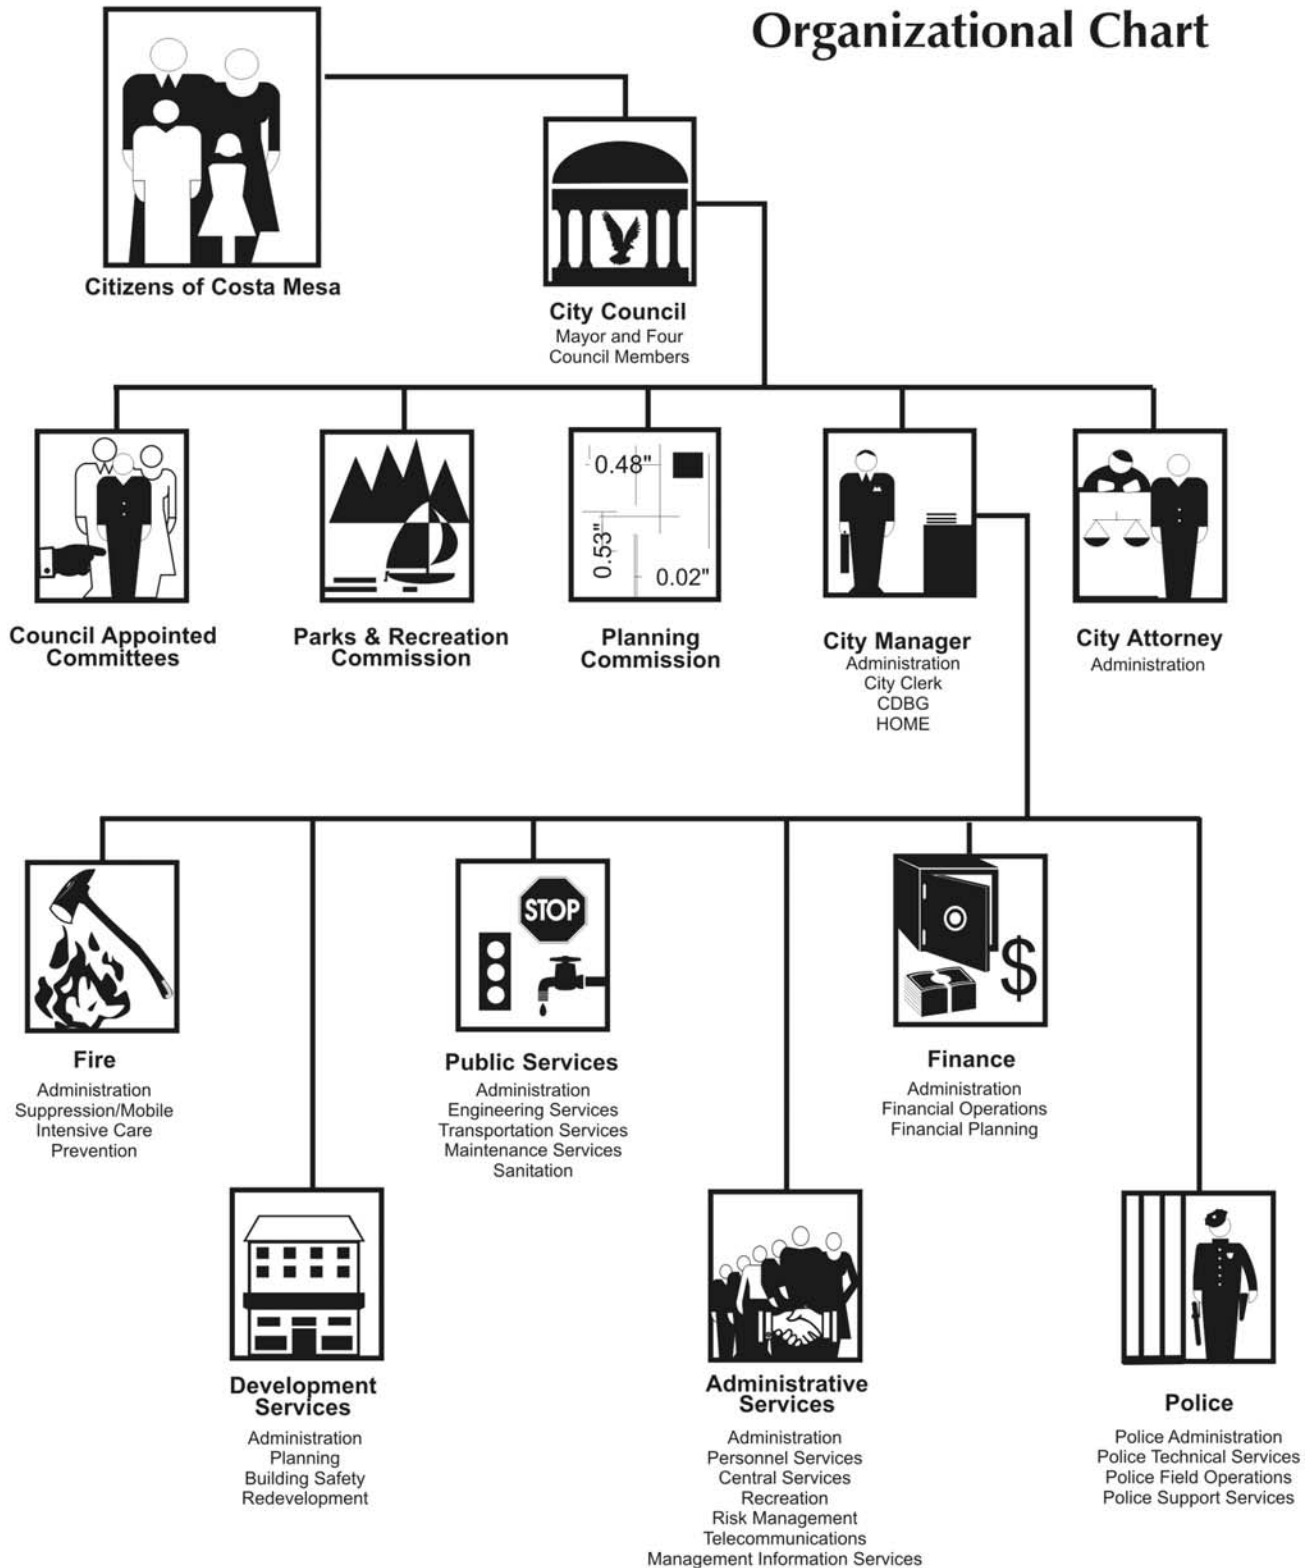 Organizational Chart
Citizens of Costa Mesa
City Council
Mayor and Four
Council Members
0.48"
0.53"
0.02"
Council Appointed
Committees
Parks & Recreation
Commission
Planning
Commission
City Manager
Administration
City Clerk
CDBG
HOME
City Attorney
Administration
STOP
$
Fire
Administration
Suppression/Mobile
Intensive Care
Prevention
Public Services
Administration
Engineering Services
Transportation Services
Maintenance Services
Sanitation
Finance
Administration
Financial Operations
Financial Planning
Development
Services
Administration
Planning
Building Safety
Redevelopment
Administrative
Services
Administration
Personnel Services
Central Services
Recreation
Risk Management
Telecommunications
Management Information Services
Police
Police Administration
Police Technical Services
Police Field Operations
Police Support Services